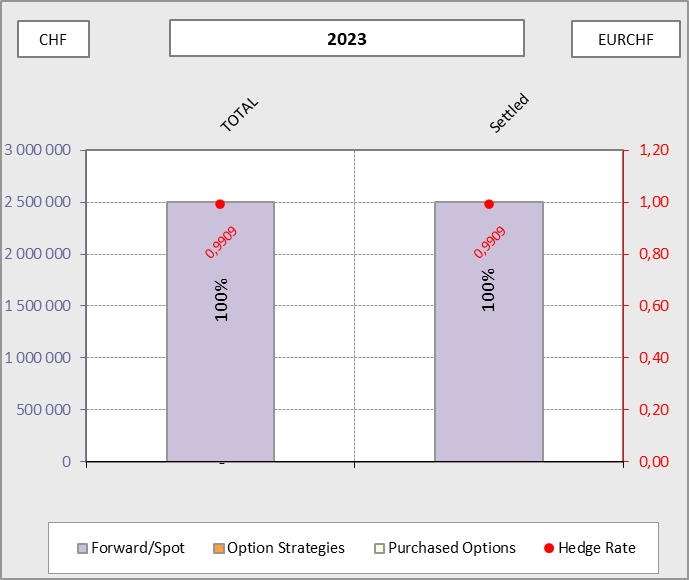 CHF
2023
EURCHF
TOTAL
Settled
3 000 000
1,20
2 500 000
1,00
0,9909
0,9909
2 000 000
0,80
100%
100%
1 500 000
0,60
1 000 000
0,40
500 000
0,20
0
-
0,00
Forward/Spot
Option Strategies
Purchased Options
Hedge Rate